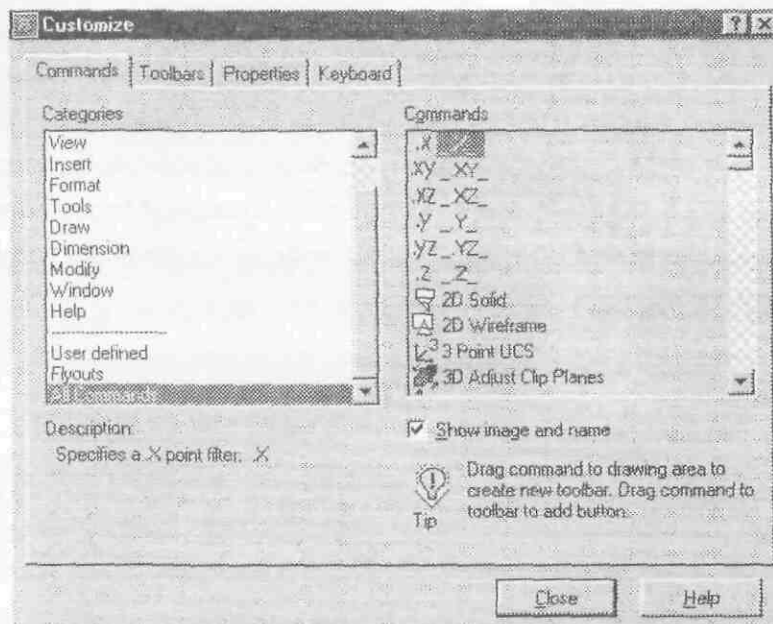 Customize
Commands
Toolbars
Properties
Keyboard
Categories
View
Insert
Format
Tools
Draw
Dimension
Modify
Window
Help
User defined
Flyouts
All Commands
Description:
Specifies a .X point filter: .X
Commands
.X
.XY _XY_
.XZ _XZ_
.Y _Y_
.YZ _YZ_
.Z _Z_
2D Solid
2D Wireframe
3 Point UCS
3D Adjust Clip Planes
Show image and name
Tip
Drag command to drawing area to
create new toolbar. Drag command to
toolbar to add button.
Close
Help